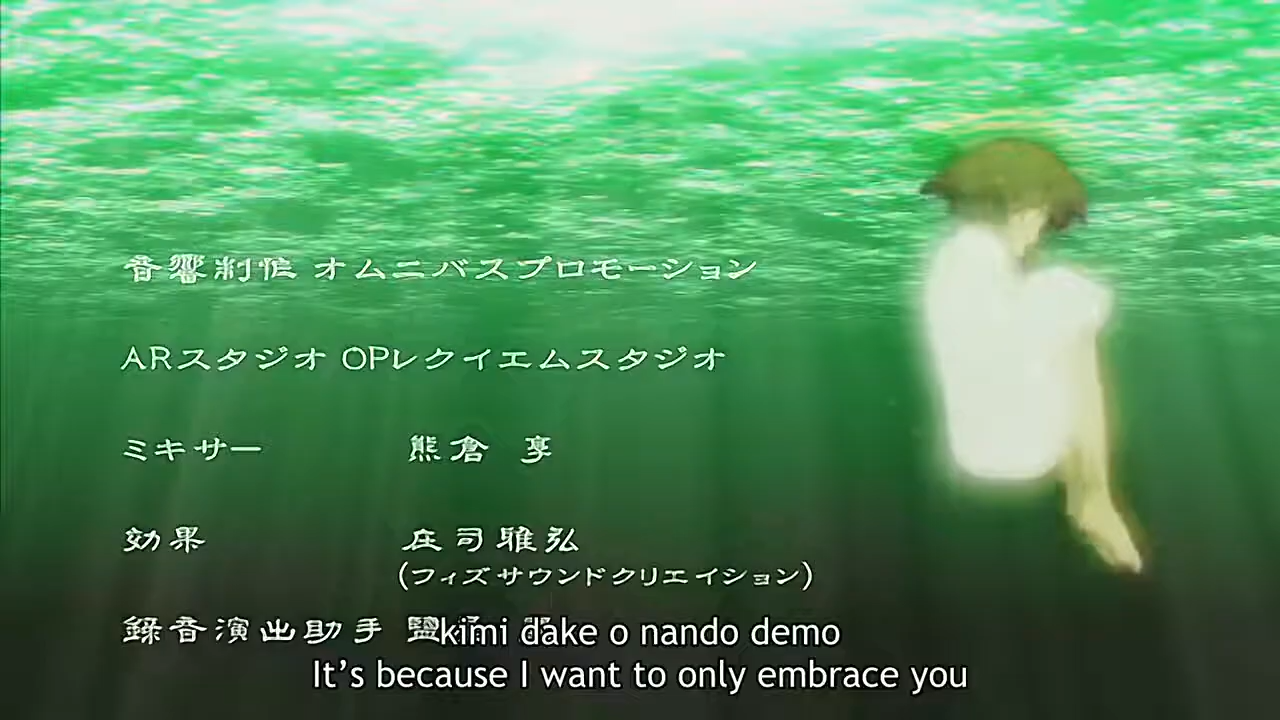 音響制作 オムニバスプロモーション
ARスタジオ OPレクイエムスタジオ
ミキサー 熊倉 亨
効果 庄司雅弘
(フィズサウンドクリエイション)
録音演出助手
kimi dake o nando demo
It's because I want to only embrace you